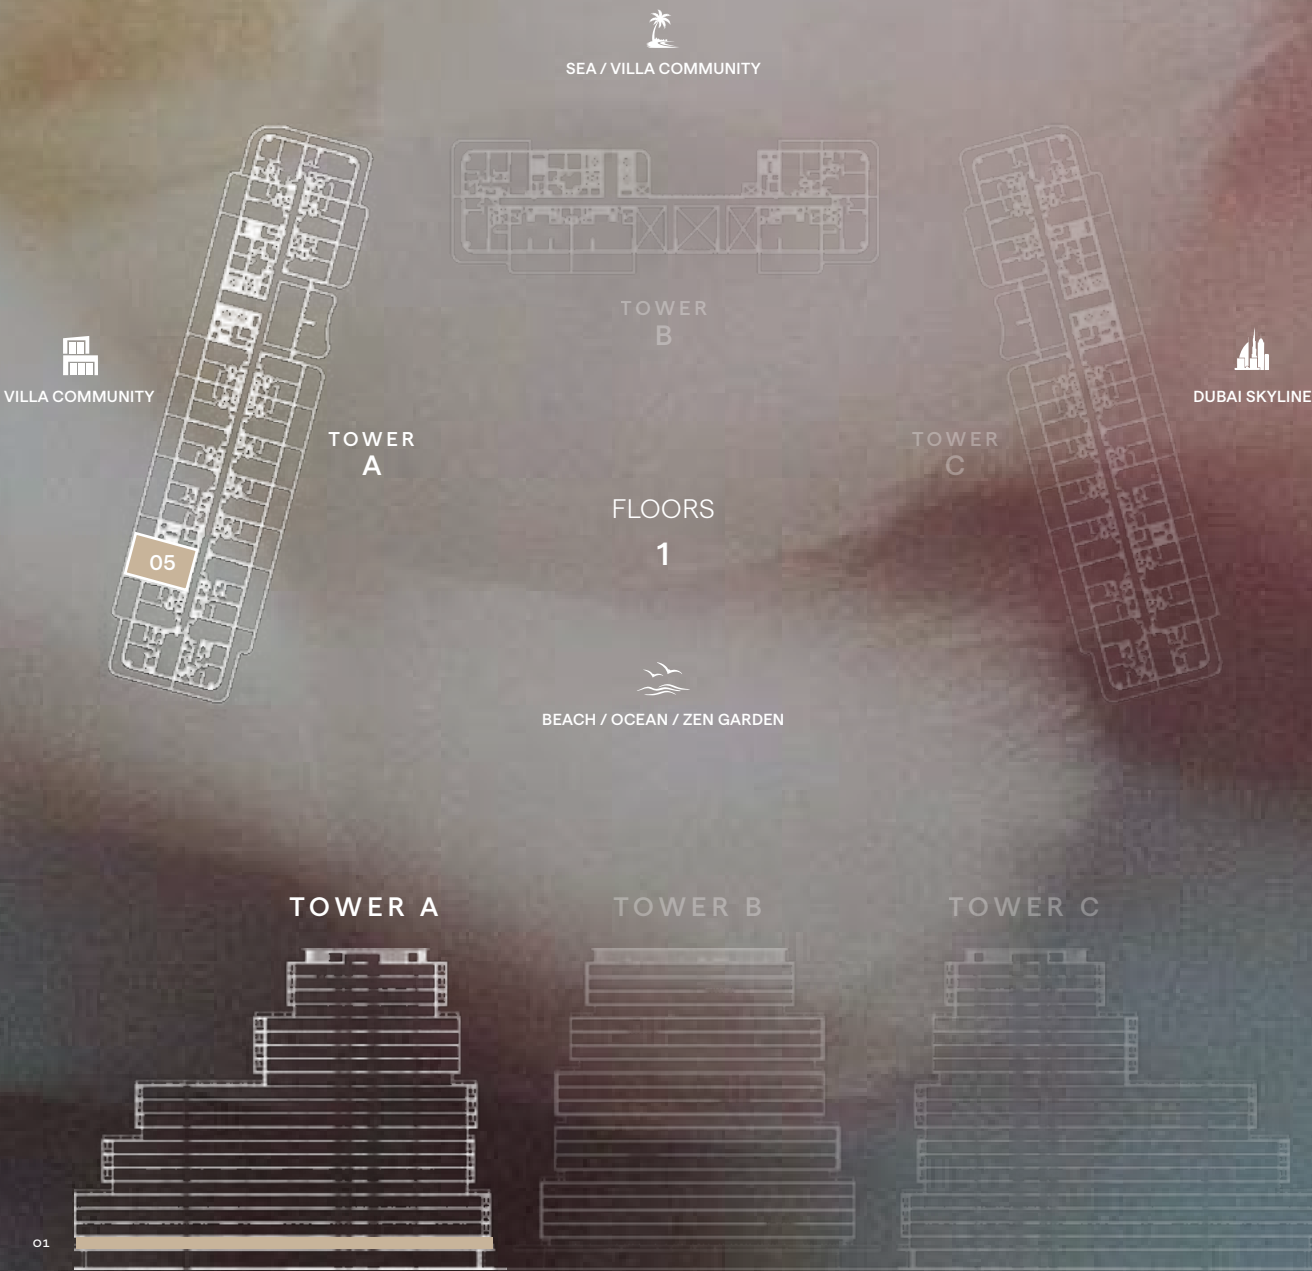 SEA / VILLA COMMUNITY
TOWER
B
VILLA COMMUNITY
DUBAI SKYLINE
TOWER
A
TOWER
C
FLOORS
1
05
BEACH / OCEAN / ZEN GARDEN
TOWER A
TOWER B
TOWER C
01